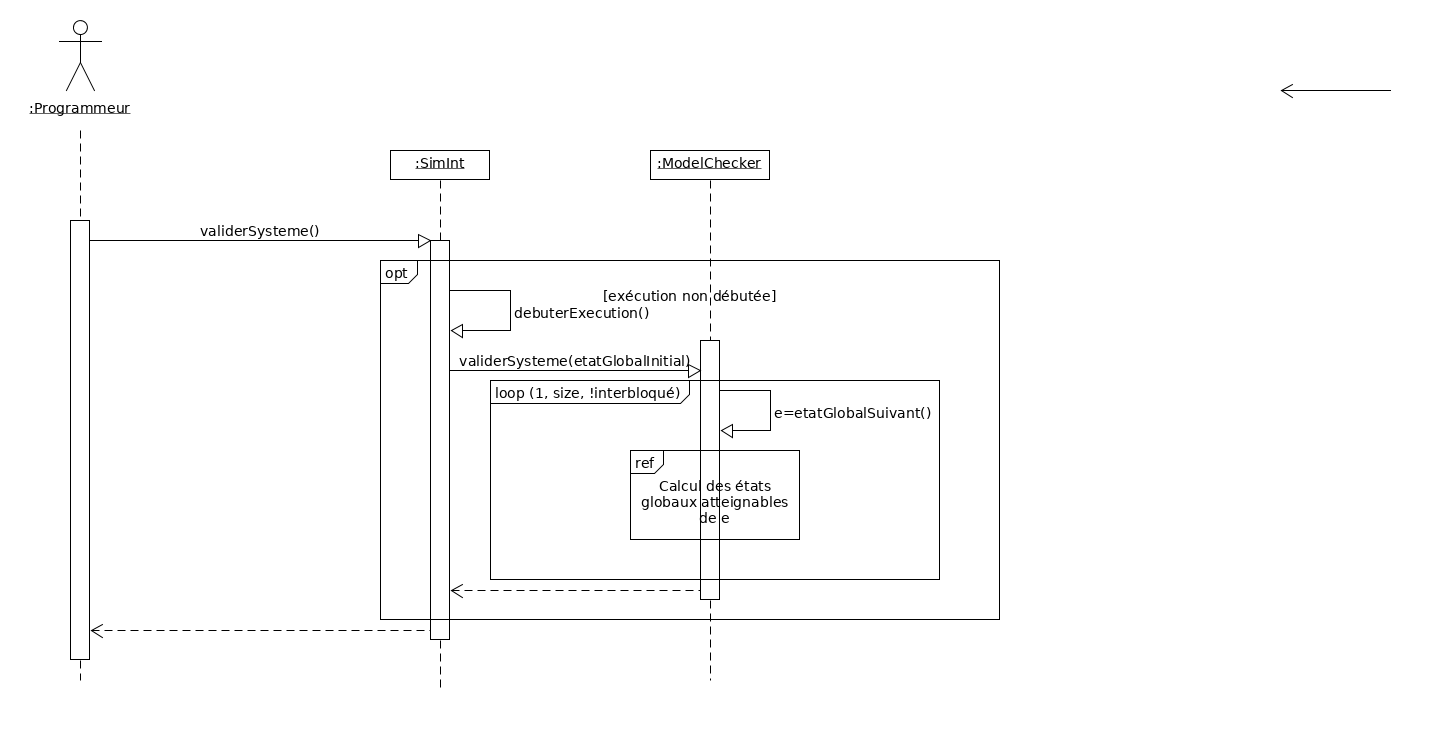 :Programmeur
:SimInt
:ModelChecker
validerSysteme()
opt
[exécution non débutée]
debuterExecution()
validerSysteme(etatGlobalInitial)
loop (1, size, !interbloqué)
e=etatGlobalSuivant()
ref
Calcul des états
globaux atteignables
de e